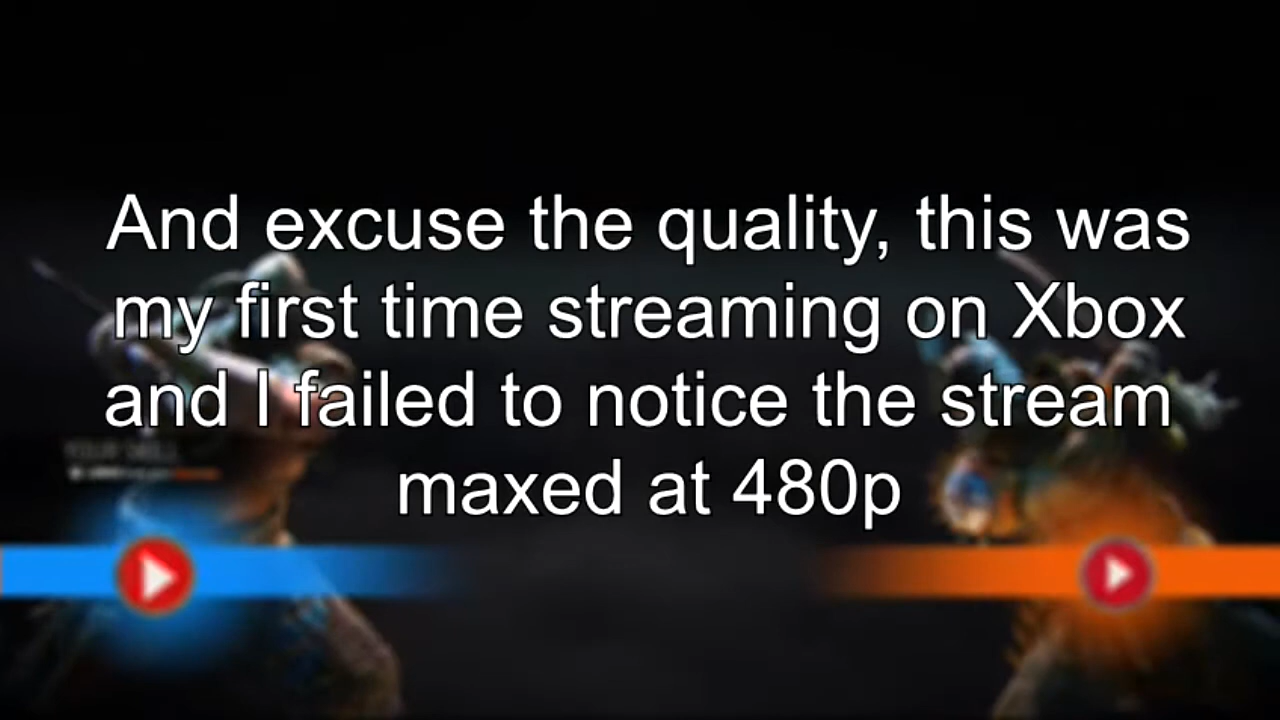 And excuse the quality, this was
my first time streaming on Xbox
and I failed to notice the stream
maxed at 480p